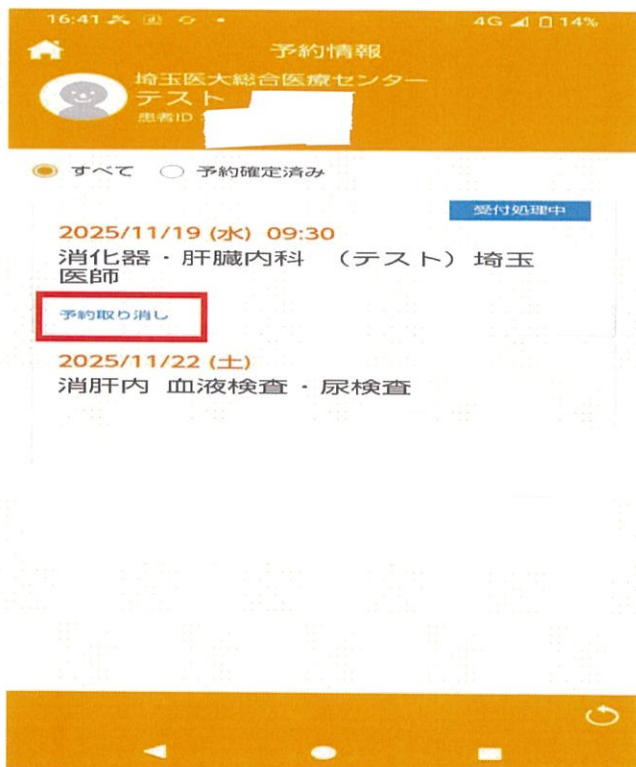 16:41
4G 14%
予約情報
埼玉医大総合医療センター
テスト
患者ID
すべて 予約確定済み
受付処理中
2025/11/19 (水) 09:30
消化器・肝臓内科 (テスト) 埼玉
医師
予約取り消し
2025/11/22 (土)
消肝内 血液検査・尿検査